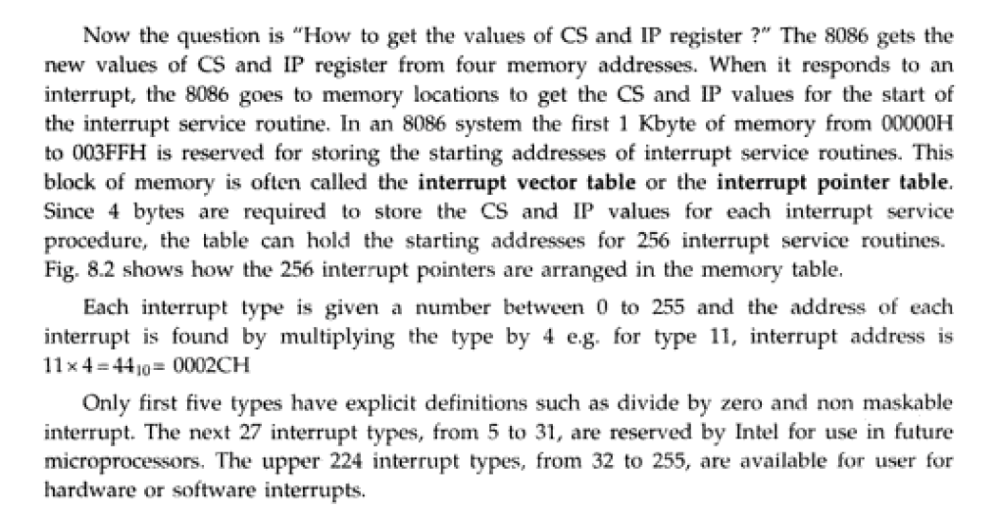 Now the question is "How to get the values of CS and IP register ?" The 8086 gets the
new values of CS and IP register from four memory addresses. When it responds to an
interrupt, the 8086 goes to memory locations to get the CS and IP values for the start of
the interrupt service routine. In an 8086 system the first 1 Kbyte of memory from 00000H
to 003FFH is reserved for storing the starting addresses of interrupt service routines. This
block of memory is often called the interrupt vector table or the interrupt pointer table.
Since 4 bytes are required to store the CS and IP values for each interrupt service
procedure, the table can hold the starting addresses for 256 interrupt service routines.
Fig. 8.2 shows how the 256 interrupt pointers are arranged in the memory table.
Each interrupt type is given a number between 0 to 255 and the address of each
interrupt is found by multiplying the type by 4 e.g. for type 11, interrupt address is
11 × 4 = 44₁₀ = 0002CH
Only first five types have explicit definitions such as divide by zero and non maskable
interrupt. The next 27 interrupt types, from 5 to 31, are reserved by Intel for use in future
microprocessors. The upper 224 interrupt types, from 32 to 255, are available for user for
hardware or software interrupts.